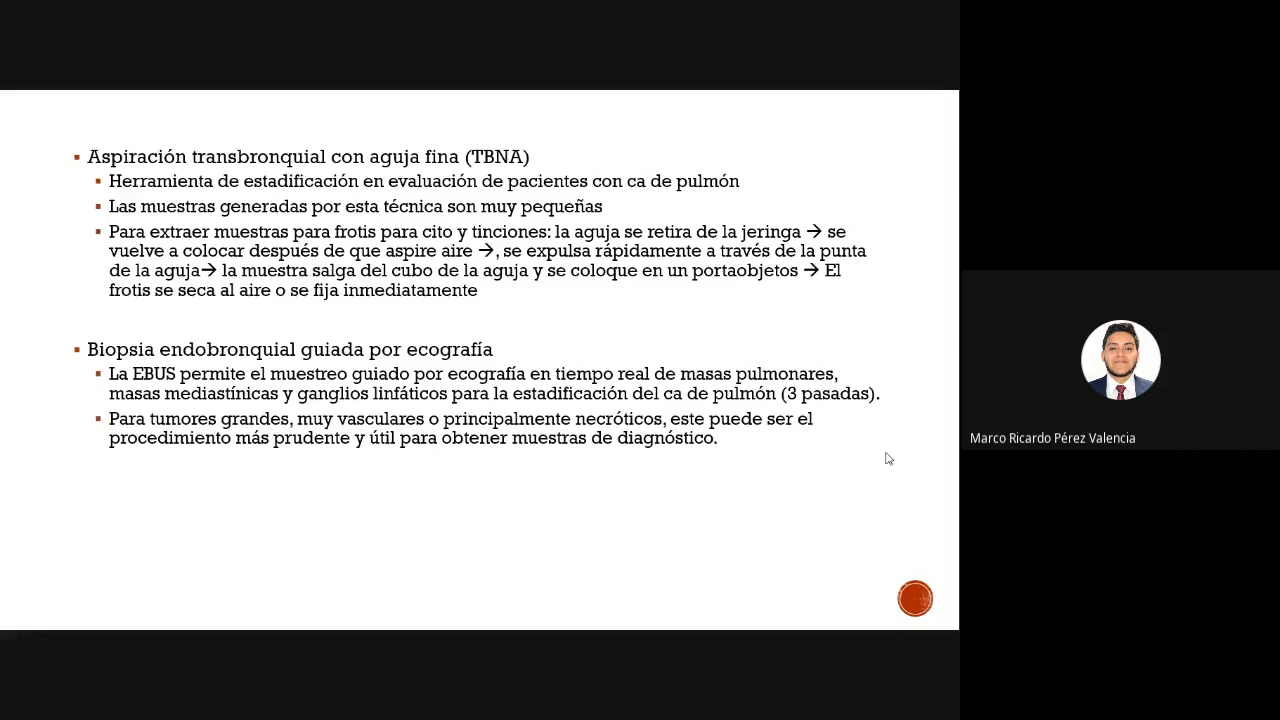 ▪ Aspiración transbronquial con aguja fina (TBNA)
▪ Herramienta de estadificación en evaluación de pacientes con ca de pulmón
▪ Las muestras generadas por esta técnica son muy pequeñas
▪ Para extraer muestras para frotis para cito y tinciones: la aguja se retira de la jeringa → se
vuelve a colocar después de que aspire aire →, se expulsa rápidamente a través de la punta
de la aguja→ la muestra salga del cubo de la aguja y se coloque en un portaobjetos → El
frotis se seca al aire o se fija inmediatamente
▪ Biopsia endobronquial guiada por ecografía
▪ La EBUS permite el muestreo guiado por ecografía en tiempo real de masas pulmonares,
masas mediastínicas y ganglios linfáticos para la estadificación del ca de pulmón (3 pasadas).
▪ Para tumores grandes, muy vasculares o principalmente necróticos, este puede ser el
procedimiento más prudente y útil para obtener muestras de diagnóstico.
Marco Ricardo Pérez Valencia